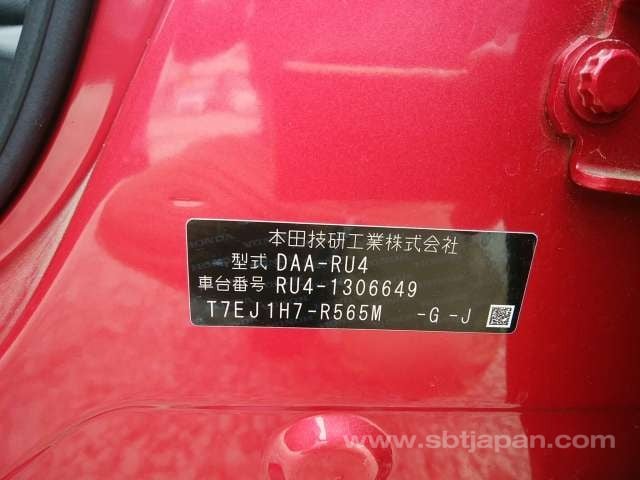 本田技研工業株式会社
型式 DAA-RU4
車台番号 RU4-1306649
T7EJ1H7-R565M -G -J
www.sbtjapan.com